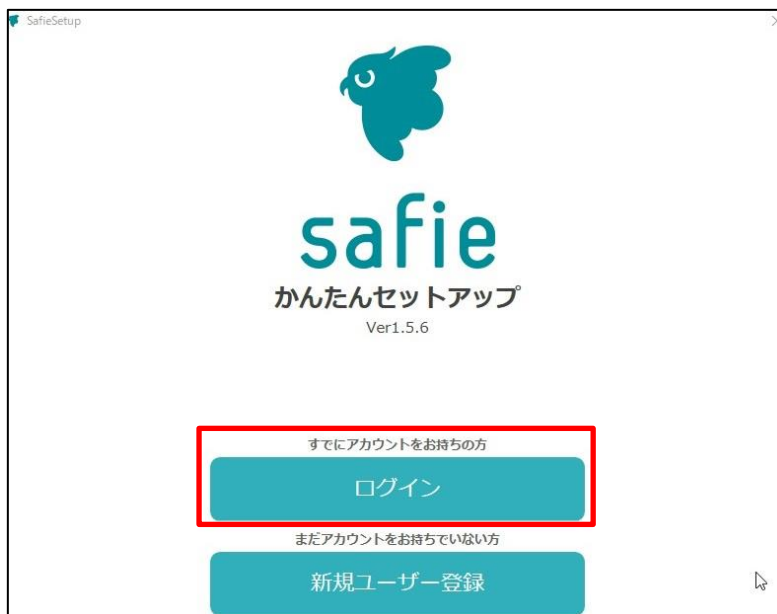 SafieSetup
safie
かんたんセットアップ
Ver1.5.6
すでにアカウントをお持ちの方
ログイン
まだアカウントをお持ちでいない方
新規ユーザー登録